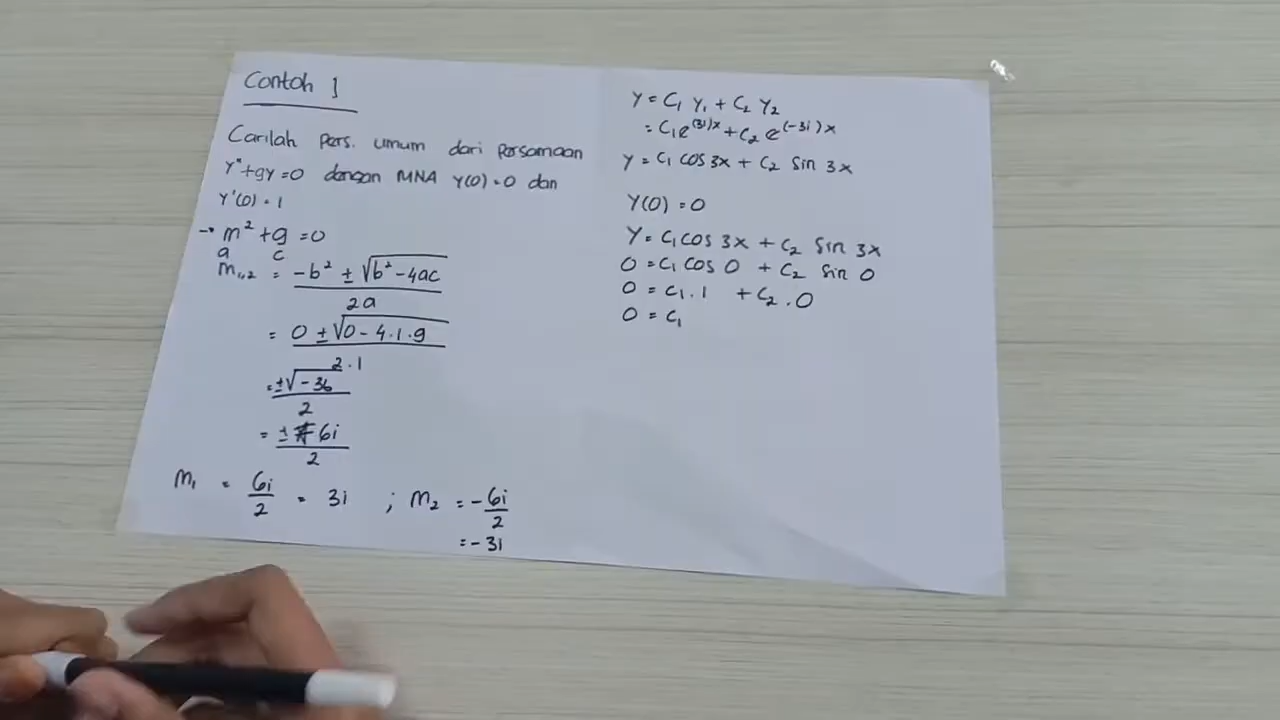 Contoh 1
Carilah Pers. umum dari Persamaan
y" + 9y = 0 dengan MNA y(0) = 0 dan
y'(0) = 1
→ m² + 9 = 0
a c
m₁,₂ = -b² ± √b² - 4ac / 2a
= 0 ± √0 - 4.1.9 / 2.1
= ±√-36 / 2
= ± 6i / 2
m₁ = 6i/2 = 3i ; m₂ = -6i/2
= -3i
y = C₁ y₁ + C₂ y₂
= C₁e^(3i)x + C₂ e^(-3i)x
y = C₁ cos 3x + C₂ sin 3x
y(0) = 0
y = C₁ cos 3x + C₂ sin 3x
0 = C₁ cos 0 + C₂ sin 0
0 = C₁ . 1 + C₂ . 0
0 = C₁